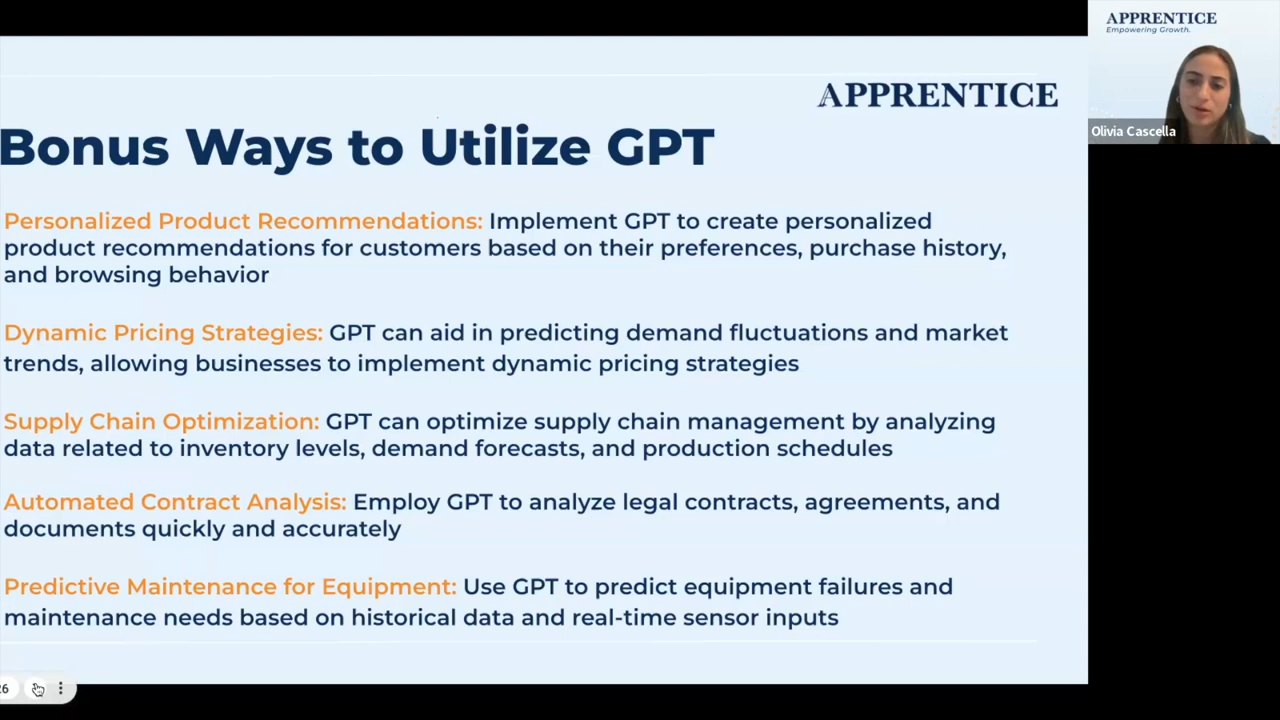 APPRENTICE
Empowering Growth.
Olivia Cascella
APPRENTICE
Bonus Ways to Utilize GPT
Personalized Product Recommendations: Implement GPT to create personalized
product recommendations for customers based on their preferences, purchase history,
and browsing behavior
Dynamic Pricing Strategies: GPT can aid in predicting demand fluctuations and market
trends, allowing businesses to implement dynamic pricing strategies
Supply Chain Optimization: GPT can optimize supply chain management by analyzing
data related to inventory levels, demand forecasts, and production schedules
Automated Contract Analysis: Employ GPT to analyze legal contracts, agreements, and
documents quickly and accurately
Predictive Maintenance for Equipment: Use GPT to predict equipment failures and
maintenance needs based on historical data and real-time sensor inputs
26